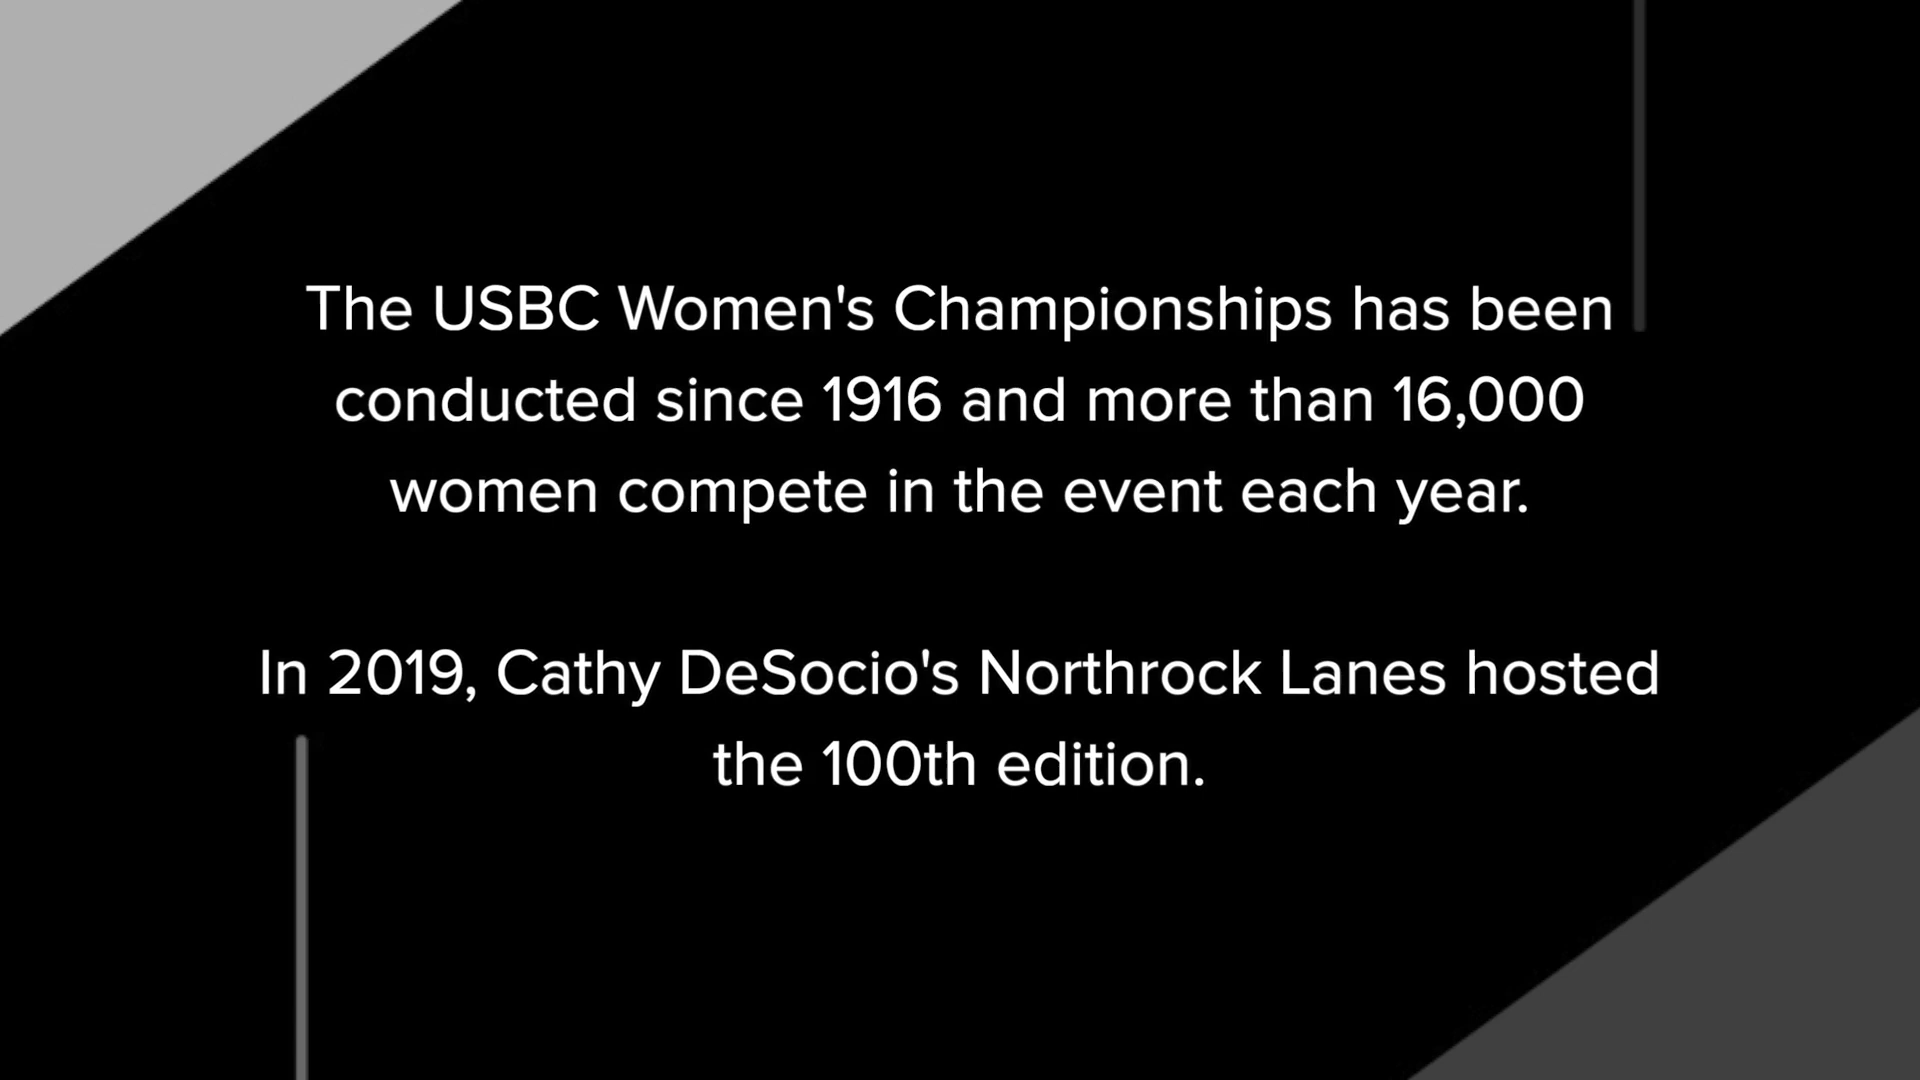 The USBC Women's Championships has been
conducted since 1916 and more than 16,000
women compete in the event each year.
In 2019, Cathy DeSocio's Northrock Lanes hosted
the 100th edition.